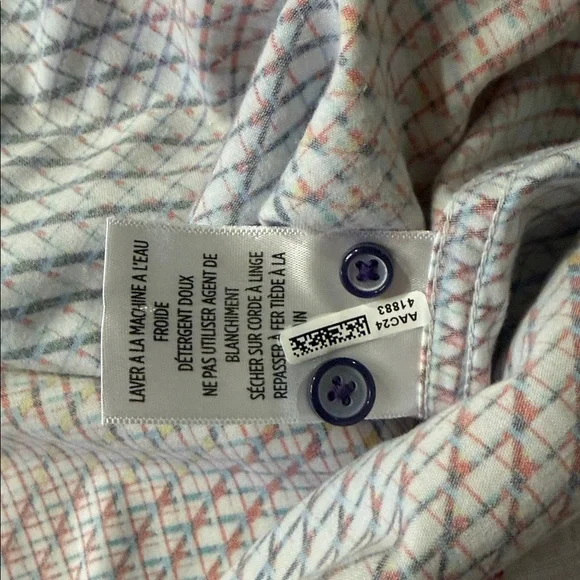 LAVER À LA MACHINE A L'EAU
FROIDE
DÉTERGENT DOUX
NE PAS UTILISER AGENT DE
BLANCHIMENT
SÉCHER SUR CORDE À LINGE
REPASSER À FER TIÈDE À LA
IN
AAC24
41883